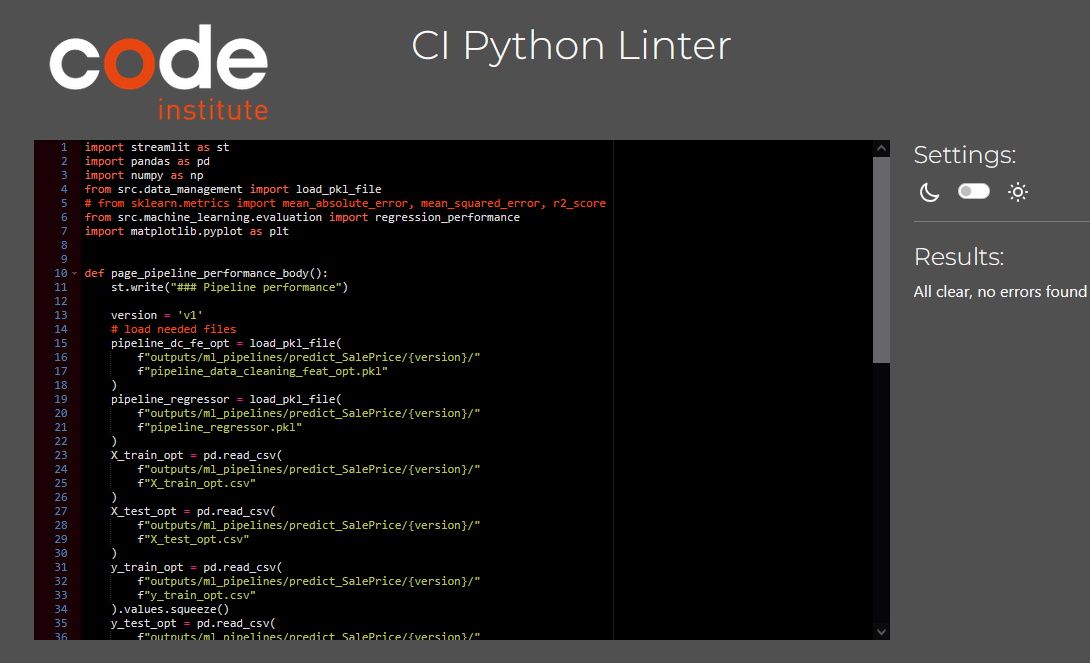 code
institute
CI Python Linter
1 import streamlit as st
2 import pandas as pd
3 import numpy as np
4 from src.data_management import load_pkl_file
5 # from sklearn.metrics import mean_absolute_error, mean_squared_error, r2_score
6 from src.machine_learning.evaluation import regression_performance
7 import matplotlib.pyplot as plt
8
9
10 def page_pipeline_performance_body():
11     st.write("### Pipeline performance")
12
13     version = 'v1'
14     # load needed files
15     pipeline_dc_fe_opt = load_pkl_file(
16         f"outputs/ml_pipelines/predict_SalePrice/{version}/"
17         f"pipeline_data_cleaning_feat_opt.pkl"
18     )
19     pipeline_regressor = load_pkl_file(
20         f"outputs/ml_pipelines/predict_SalePrice/{version}/"
21         f"pipeline_regressor.pkl"
22     )
23     X_train_opt = pd.read_csv(
24         f"outputs/ml_pipelines/predict_SalePrice/{version}/"
25         f"X_train_opt.csv"
26     )
27     X_test_opt = pd.read_csv(
28         f"outputs/ml_pipelines/predict_SalePrice/{version}/"
29         f"X_test_opt.csv"
30     )
31     y_train_opt = pd.read_csv(
32         f"outputs/ml_pipelines/predict_SalePrice/{version}/"
33         f"y_train_opt.csv"
34     ).values.squeeze()
35     y_test_opt = pd.read_csv(
36         f"outputs/ml_pipelines/predict_SalePrice/{version}/"
Settings:
Results:
All clear, no errors found